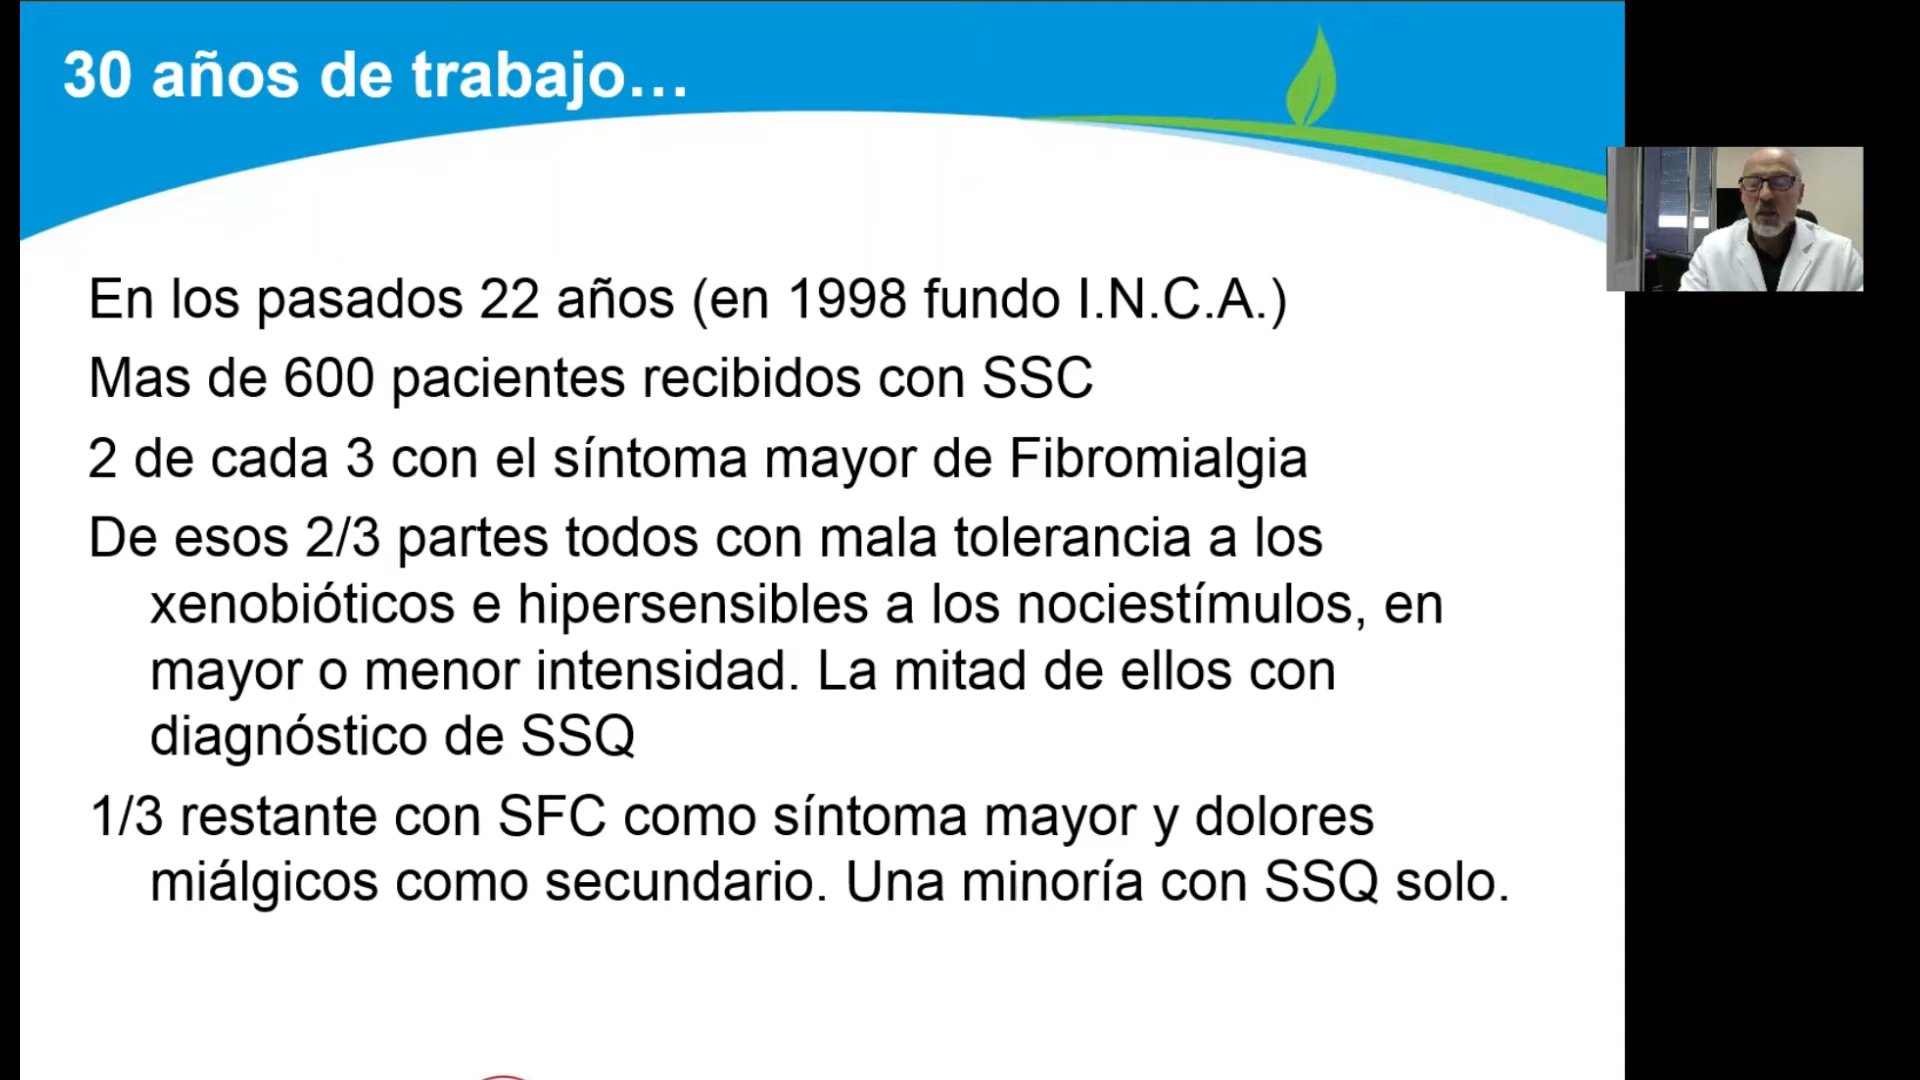 30 años de trabajo…
En los pasados 22 años (en 1998 fundo I.N.C.A.)
Mas de 600 pacientes recibidos con SSC
2 de cada 3 con el síntoma mayor de Fibromialgia
De esos 2/3 partes todos con mala tolerancia a los
xenobióticos e hipersensibles a los nociestímulos, en
mayor o menor intensidad. La mitad de ellos con
diagnóstico de SSQ
1/3 restante con SFC como síntoma mayor y dolores
miálgicos como secundario. Una minoría con SSQ solo.